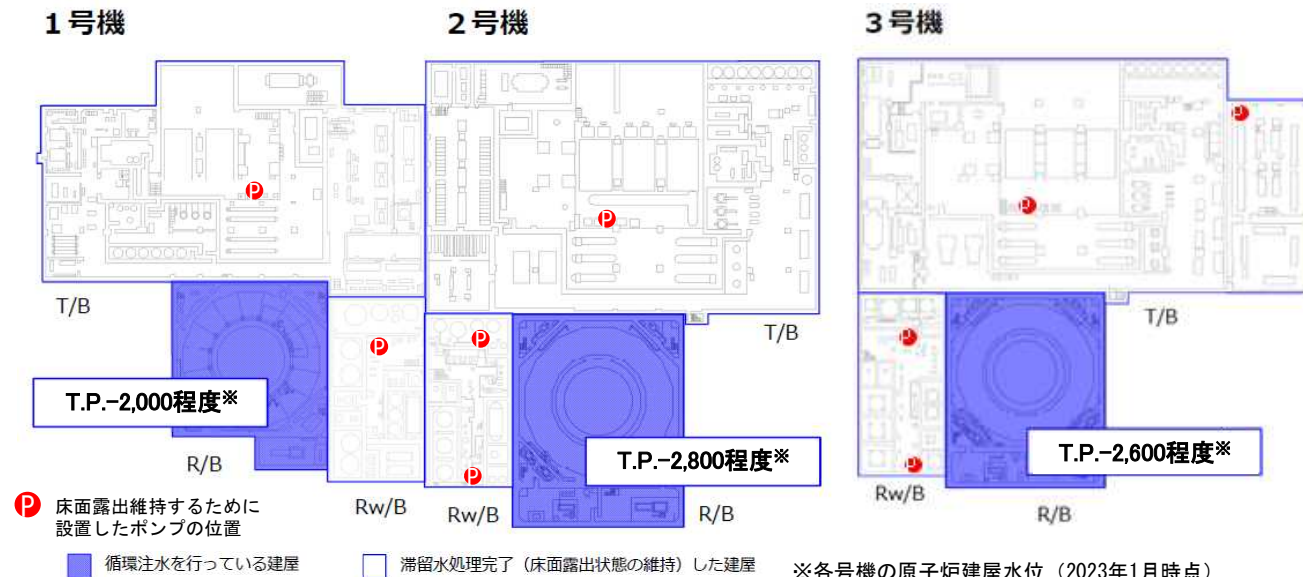 1号機
2号機
3号機
P
P
P
P
P
P
P
P
P
T/B
T/B
T/B
T.P.-2,000程度※
T.P.-2,800程度※
T.P.-2,600程度※
R/B
Rw/B
Rw/B
R/B
Rw/B
R/B
P 床面露出維持するために
設置したポンプの位置
循環注水を行っている建屋
滞留水処理完了（床面露出状態の維持）した建屋
※各号機の原子炉建屋水位（2023年1月時点）